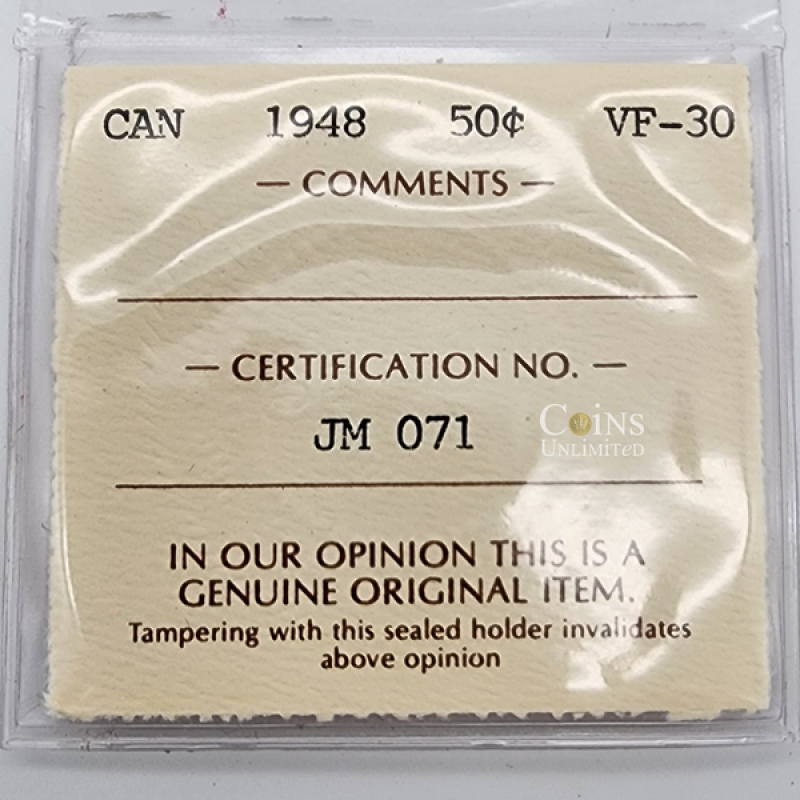 CAN 1948 50¢ VF-30
— COMMENTS —
— CERTIFICATION NO. —
JM 071
COiNS
UNLIMITED
IN OUR OPINION THIS IS A
GENUINE ORIGINAL ITEM.
Tampering with this sealed holder invalidates
above opinion